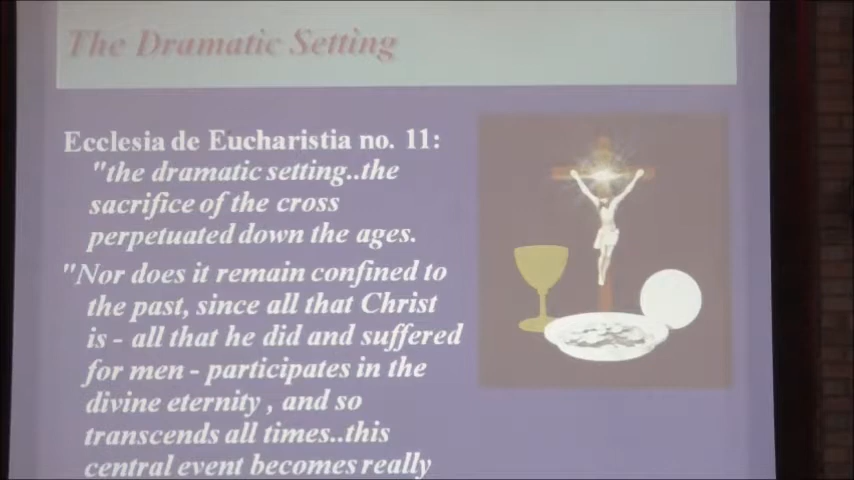 The Dramatic Setting
Ecclesia de Eucharistia no. 11:
"the dramatic setting..the
sacrifice of the cross
perpetuated down the ages.
"Nor does it remain confined to
the past, since all that Christ
is - all that he did and suffered
for men - participates in the
divine eternity , and so
transcends all times..this
central event becomes really